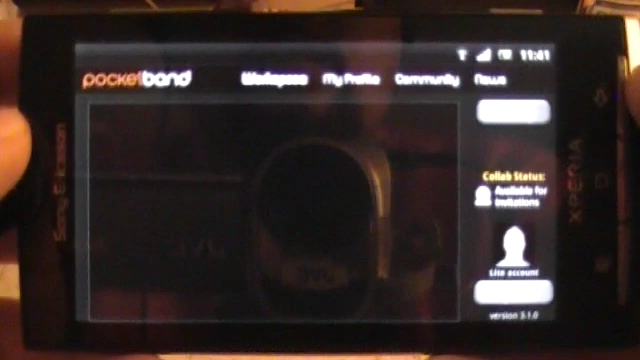 11:41
pocketband Workspace My Profile Community News
Collab Status:
Available for
Invitations
Lite account
version 3.1.0
Sony Ericsson
XPERIA
JVC